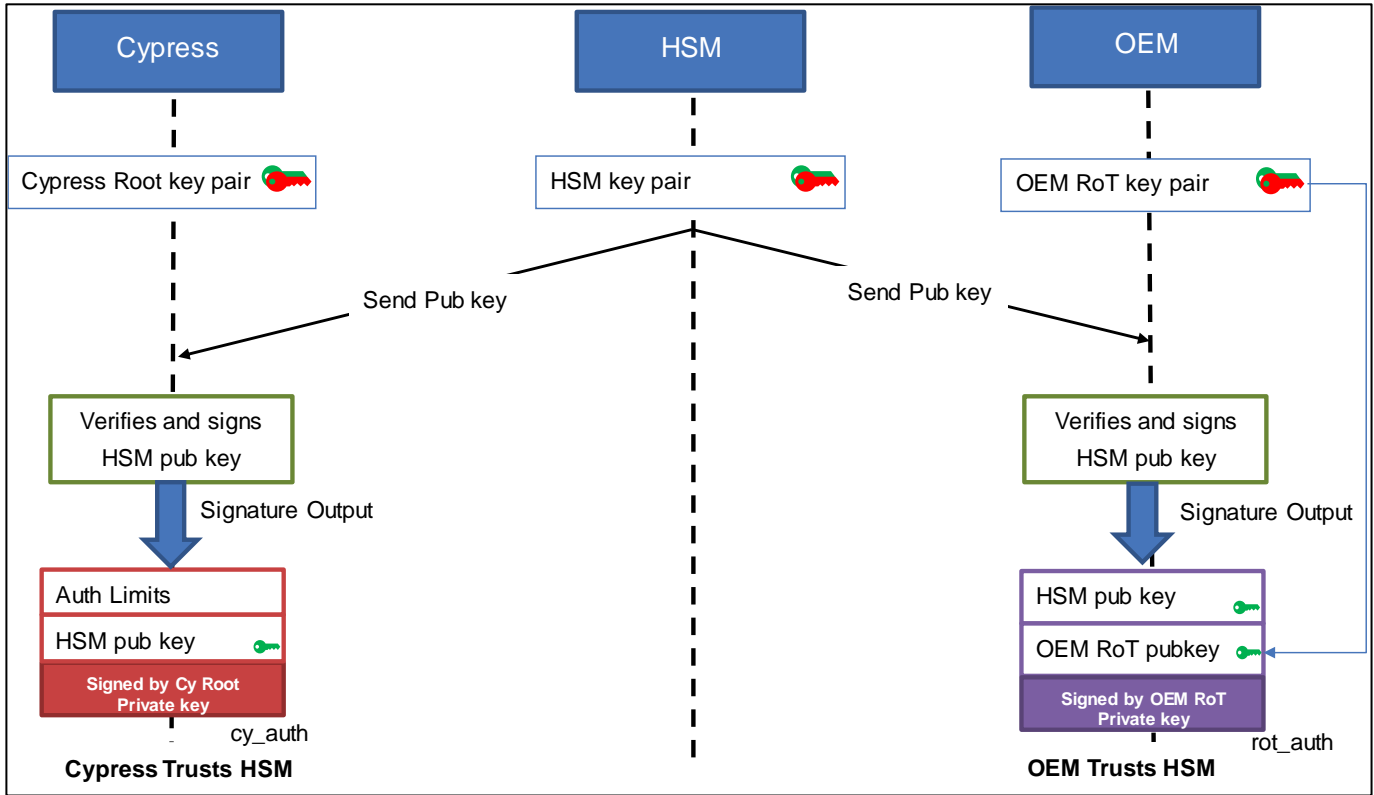 Cypress
HSM
OEM
Cypress Root key pair
HSM key pair
OEM RoT key pair
Send Pub key
Send Pub key
Verifies and signs
HSM pub key
Verifies and signs
HSM pub key
Signature Output
Signature Output
Auth Limits
HSM pub key
Signed by Cy Root
Private key
HSM pub key
OEM RoT pubkey
Signed by OEM RoT
Private key
cy_auth
rot_auth
Cypress Trusts HSM
OEM Trusts HSM